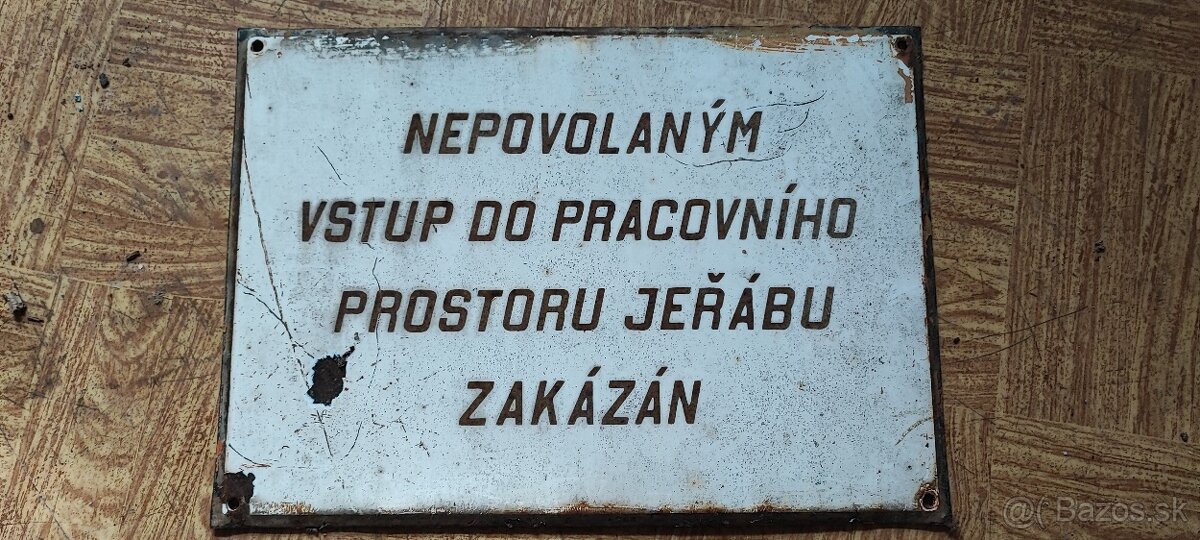 NEPOVOLANÝM
VSTUP DO PRACOVNÍHO
PROSTORU JEŘÁBU
ZAKÁZÁN
@( Bazos.sk